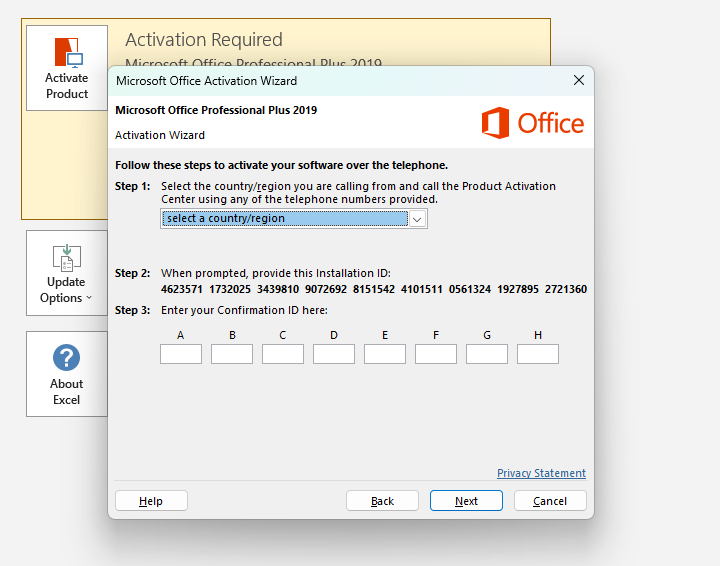 Activation Required
Microsoft Office Professional Plus 2019
Activate
Product
Microsoft Office Activation Wizard
Microsoft Office Professional Plus 2019
Activation Wizard
Office
Follow these steps to activate your software over the telephone.
Step 1: Select the country/region you are calling from and call the Product Activation
Center using any of the telephone numbers provided.
select a country/region
Step 2: When prompted, provide this Installation ID:
4623571 1732025 3439810 9072692 8151542 4101511 0561324 1927895 2721360
Step 3: Enter your Confirmation ID here:
A B C D E F G H
Update
Options
About
Excel
Privacy Statement
Help Back Next Cancel